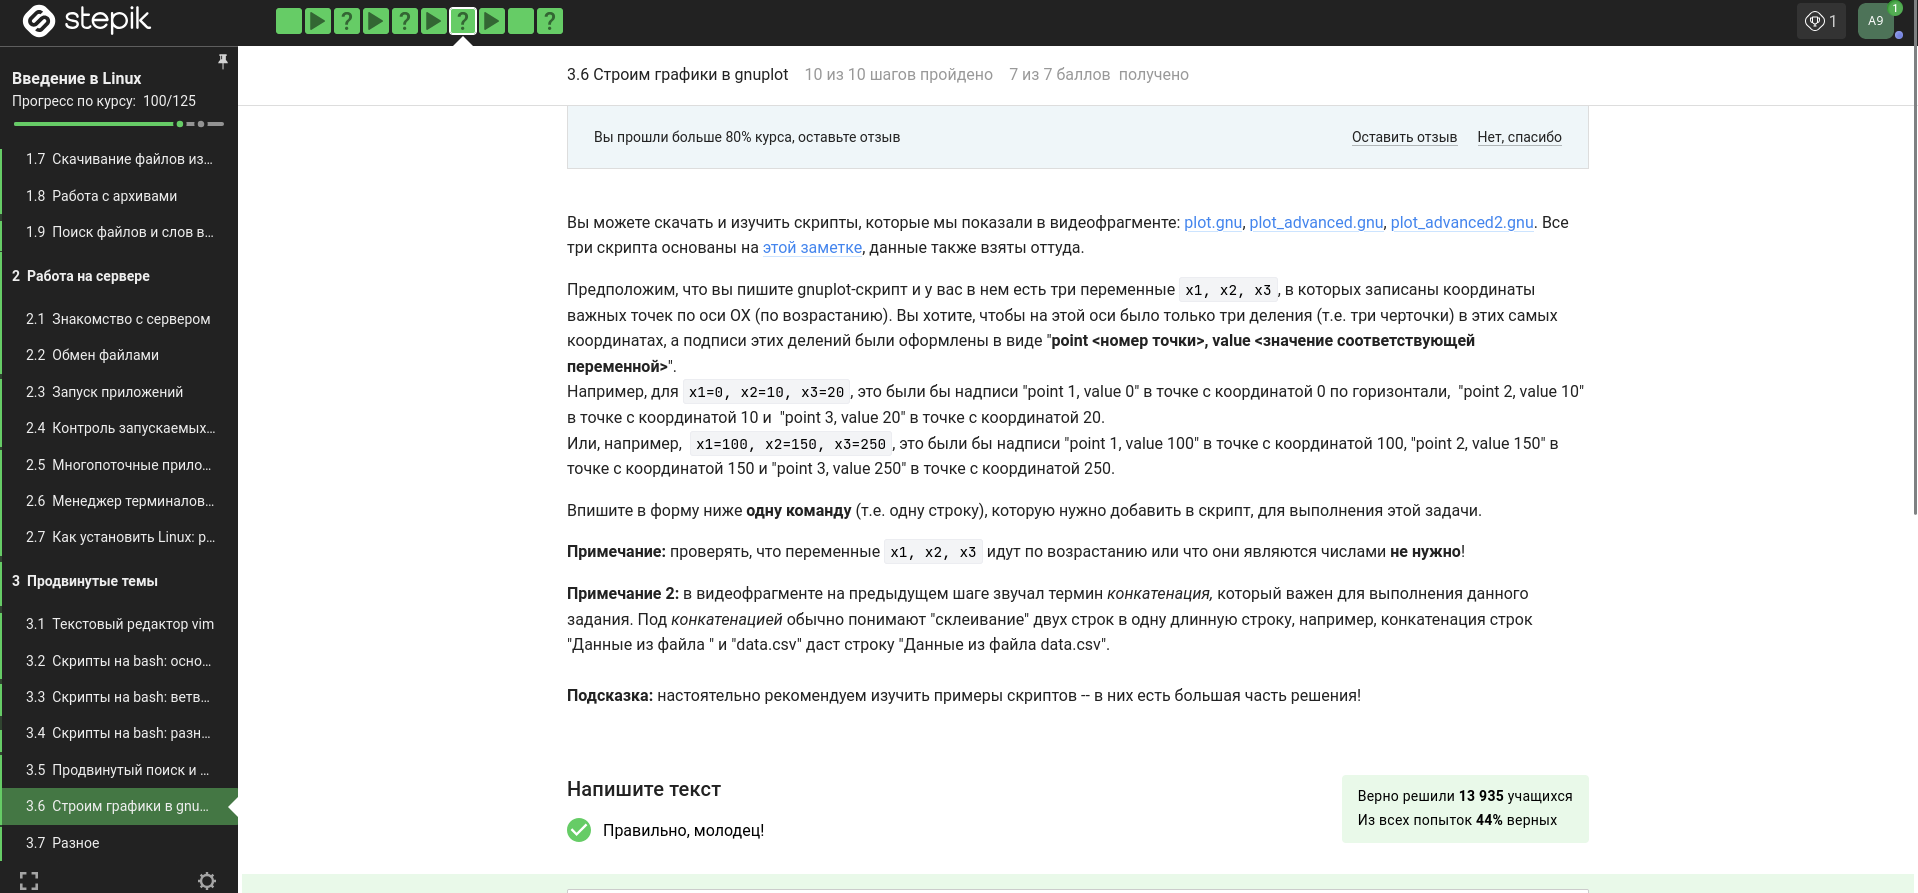 stepik
? ? ? ?
1
A9
1
Введение в Linux
Прогресс по курсу: 100/125
1.7 Скачивание файлов из…
1.8 Работа с архивами
1.9 Поиск файлов и слов в…
2 Работа на сервере
2.1 Знакомство с сервером
2.2 Обмен файлами
2.3 Запуск приложений
2.4 Контроль запускаемых…
2.5 Многопоточные прило…
2.6 Менеджер терминалов…
2.7 Как установить Linux: р…
3 Продвинутые темы
3.1 Текстовый редактор vim
3.2 Скрипты на bash: осно…
3.3 Скрипты на bash: ветв…
3.4 Скрипты на bash: разн…
3.5 Продвинутый поиск и …
3.6 Строим графики в gnu…
3.7 Разное
3.6 Строим графики в gnuplot 10 из 10 шагов пройдено 7 из 7 баллов получено
Вы прошли больше 80% курса, оставьте отзыв Оставить отзыв Нет, спасибо
Вы можете скачать и изучить скрипты, которые мы показали в видеофрагменте: plot.gnu, plot_advanced.gnu, plot_advanced2.gnu. Все
три скрипта основаны на этой заметке, данные также взяты оттуда.
Предположим, что вы пишите gnuplot-скрипт и у вас в нем есть три переменные x1, x2, x3, в которых записаны координаты
важных точек по оси OX (по возрастанию). Вы хотите, чтобы на этой оси было только три деления (т.е. три черточки) в этих самых
координатах, а подписи этих делений были оформлены в виде "point <номер точки>, value <значение соответствующей
переменной>".
Например, для x1=0, x2=10, x3=20, это были бы надписи "point 1, value 0" в точке с координатой 0 по горизонтали, "point 2, value 10"
в точке с координатой 10 и "point 3, value 20" в точке с координатой 20.
Или, например, x1=100, x2=150, x3=250, это были бы надписи "point 1, value 100" в точке с координатой 100, "point 2, value 150" в
точке с координатой 150 и "point 3, value 250" в точке с координатой 250.
Впишите в форму ниже одну команду (т.е. одну строку), которую нужно добавить в скрипт, для выполнения этой задачи.
Примечание: проверять, что переменные x1, x2, x3 идут по возрастанию или что они являются числами не нужно!
Примечание 2: в видеофрагменте на предыдущем шаге звучал термин конкатенация, который важен для выполнения данного
задания. Под конкатенацией обычно понимают "склеивание" двух строк в одну длинную строку, например, конкатенация строк
"Данные из файла " и "data.csv" даст строку "Данные из файла data.csv".
Подсказка: настоятельно рекомендуем изучить примеры скриптов -- в них есть большая часть решения!
Напишите текст
Правильно, молодец!
Верно решили 13 935 учащихся
Из всех попыток 44% верных